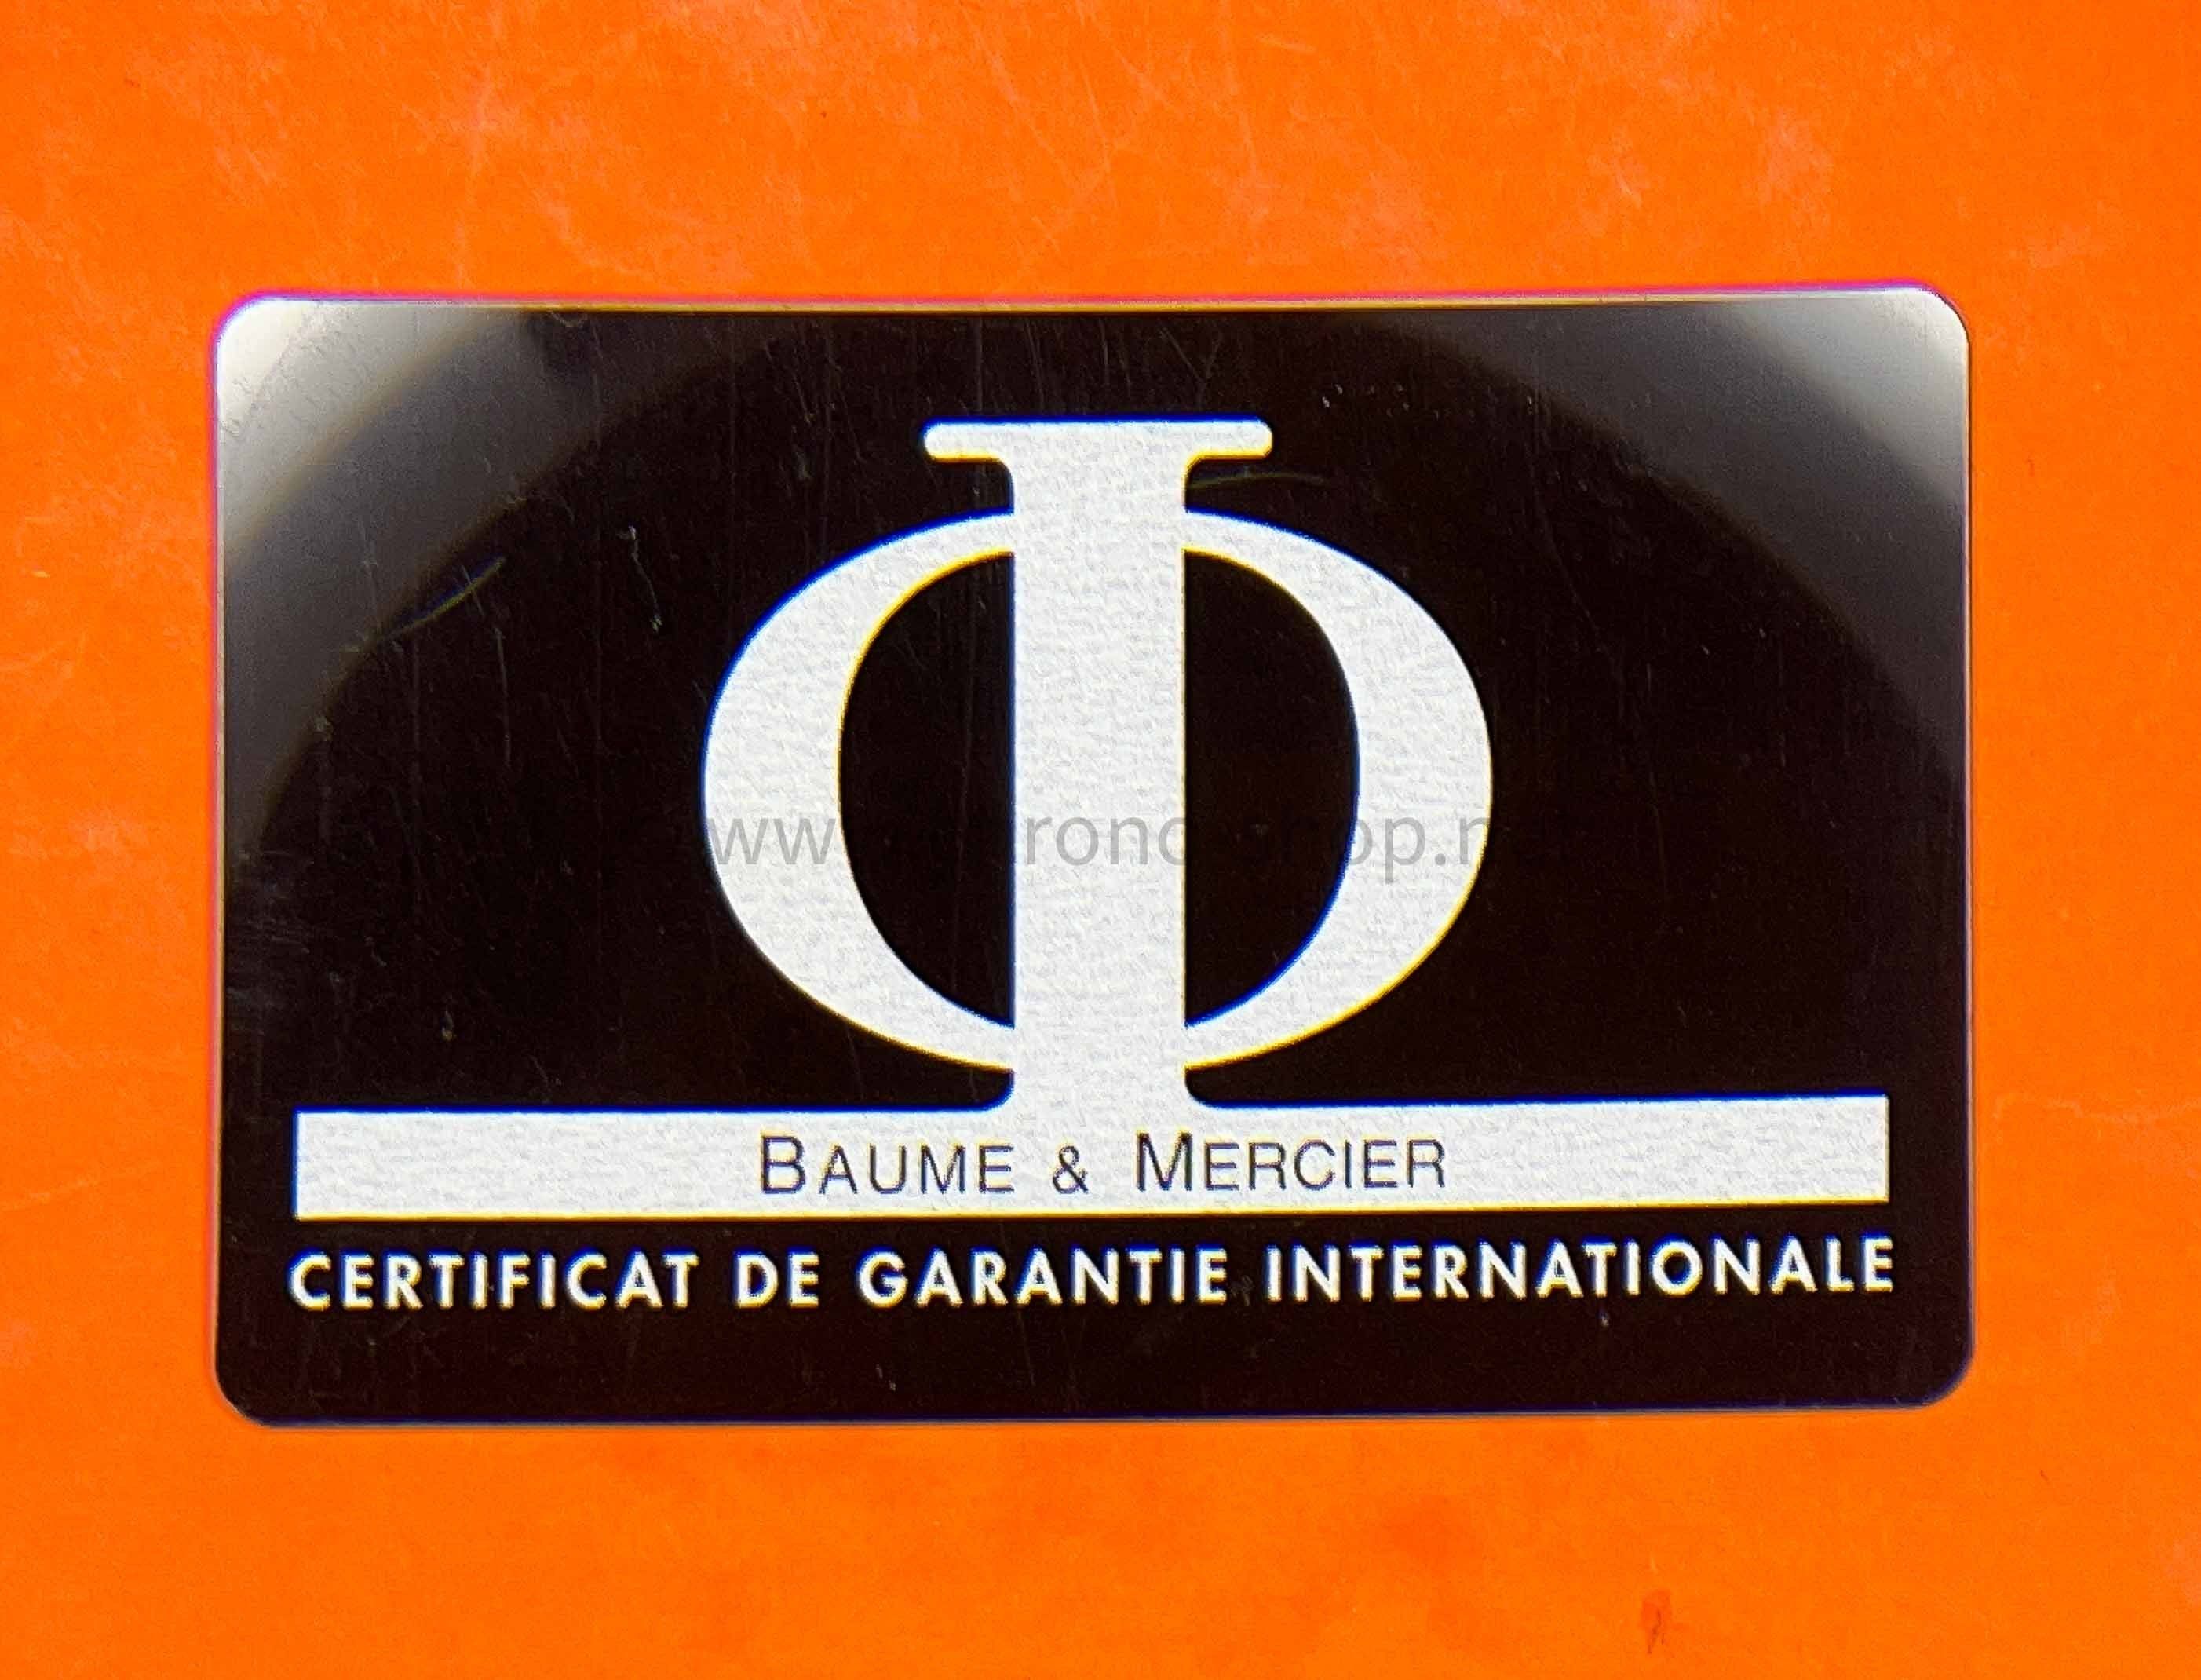 Φ
BAUME & MERCIER
CERTIFICAT DE GARANTIE INTERNATIONALE